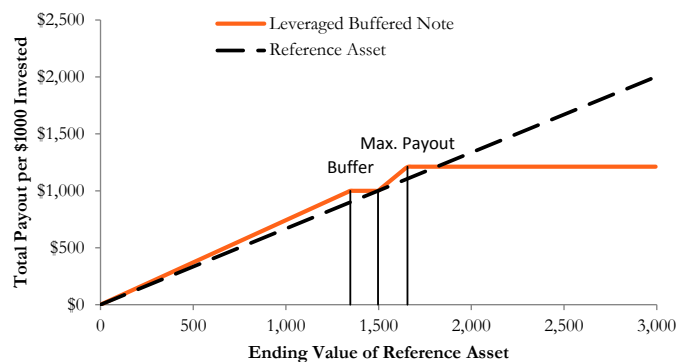 Leveraged Buffered Note
Reference Asset
Total Payout per $1000 Invested
$2,500
$2,000
$1,500
$1,000
$500
$0
Max. Payout
Buffer
0
500
1,000
1,500
2,000
2,500
3,000
Ending Value of Reference Asset